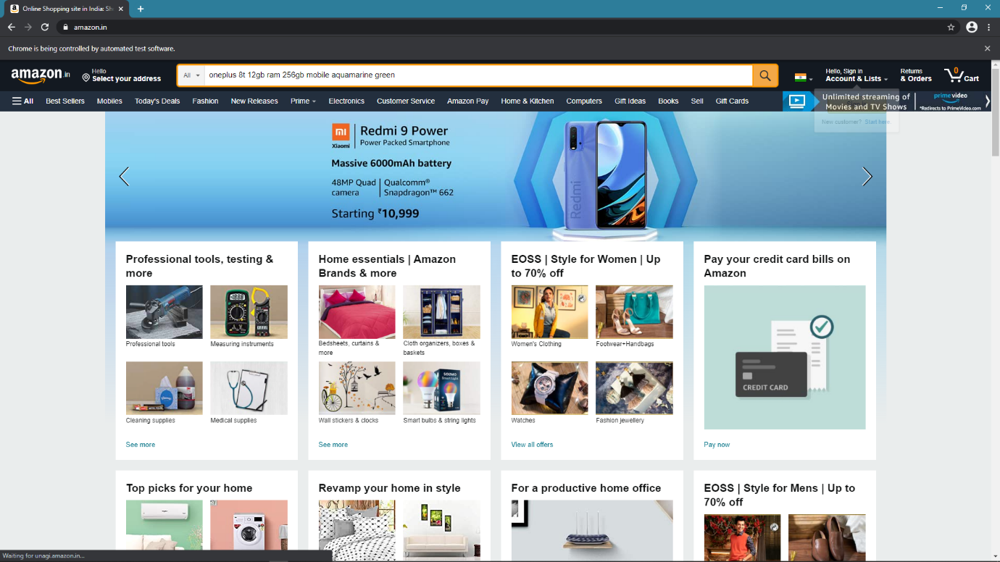 Online Shopping site in India: Sh
amazon.in
Chrome is being controlled by automated test software.
amazon.in
Hello
Select your address
All
oneplus 8t 12gb ram 256gb mobile aquamarine green
Hello, Sign in
Account & Lists
Returns
& Orders
0
Cart
All
Best Sellers
Mobiles
Today's Deals
Fashion
New Releases
Prime
Electronics
Customer Service
Amazon Pay
Home & Kitchen
Computers
Gift Ideas
Books
Sell
Gift Cards
Unlimited streaming of
Movies and TV Shows
prime video
*Redirects to PrimeVideo.com
New customer? Start here.
mi
Xiaomi
Redmi 9 Power
Power Packed Smartphone
Massive 6000mAh battery
48MP Quad
camera
Qualcomm®
Snapdragon™ 662
Starting ₹10,999
Redmi
Professional tools, testing &
more
Professional tools
Measuring instruments
Cleaning supplies
Medical supplies
See more
Home essentials | Amazon
Brands & more
Bedsheets, curtains &
more
Cloth organizers, boxes &
baskets
Wall stickers & clocks
Smart bulbs & string lights
See more
EOSS | Style for Women | Up
to 70% off
Women's Clothing
Footwear+Handbags
Watches
Fashion jewellery
View all offers
Pay your credit card bills on
Amazon
CREDIT CARD
Pay now
Top picks for your home
Revamp your home in style
For a productive home office
EOSS | Style for Mens | Up to
70% off
Waiting for unagi.amazon.in...